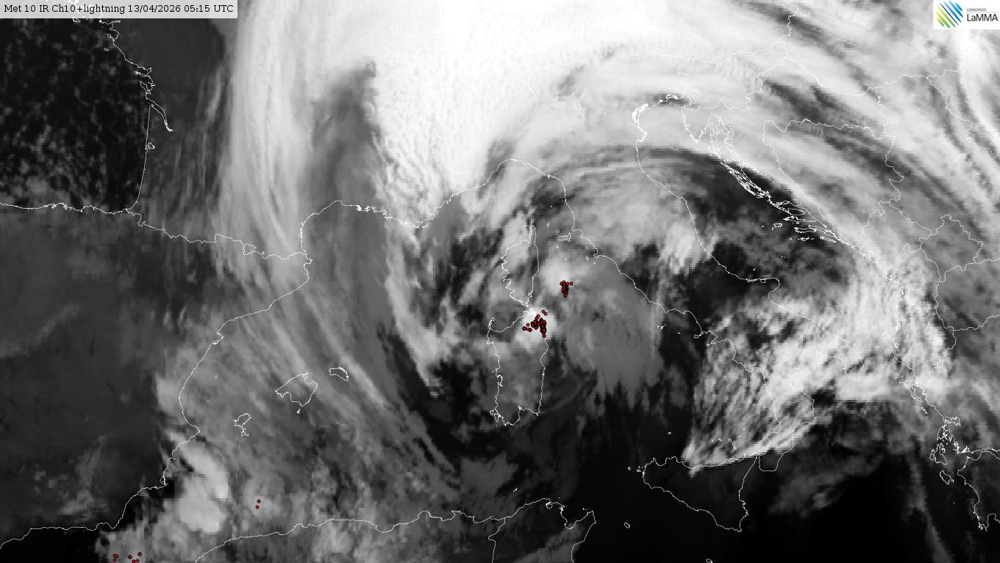 Met 10 IR Ch10+lightning 13/04/2026 05:15 UTC
CONSORZIO
LaMMA